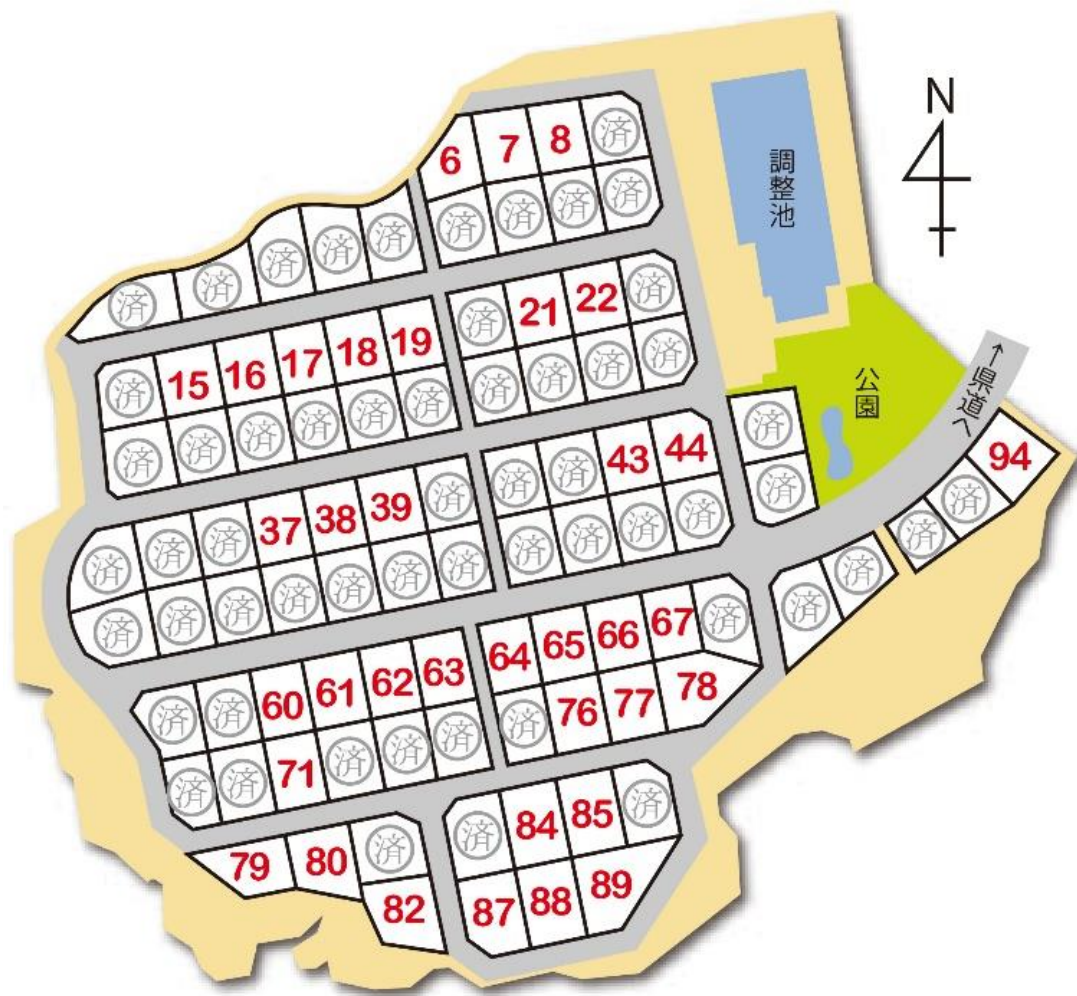 N
調整池
6 7 8 済
済 済 済 済
済 済 済 済 済
済 21 22 済
済 15 16 17 18 19
済 済 済 済
済 済 済 済 済 済
公園
↑県道へ
済
済
済 済 43 44
94
済
済
済 済 済 37 38 39 済
済 済 済 済
済 済 済 済 済 済 済
済
済
64 65 66 67 済
済 済 60 61 62 63
済 76 77 78
済 済 71 済 済 済
済 84 85 済
79 80 済
82
87 88 89